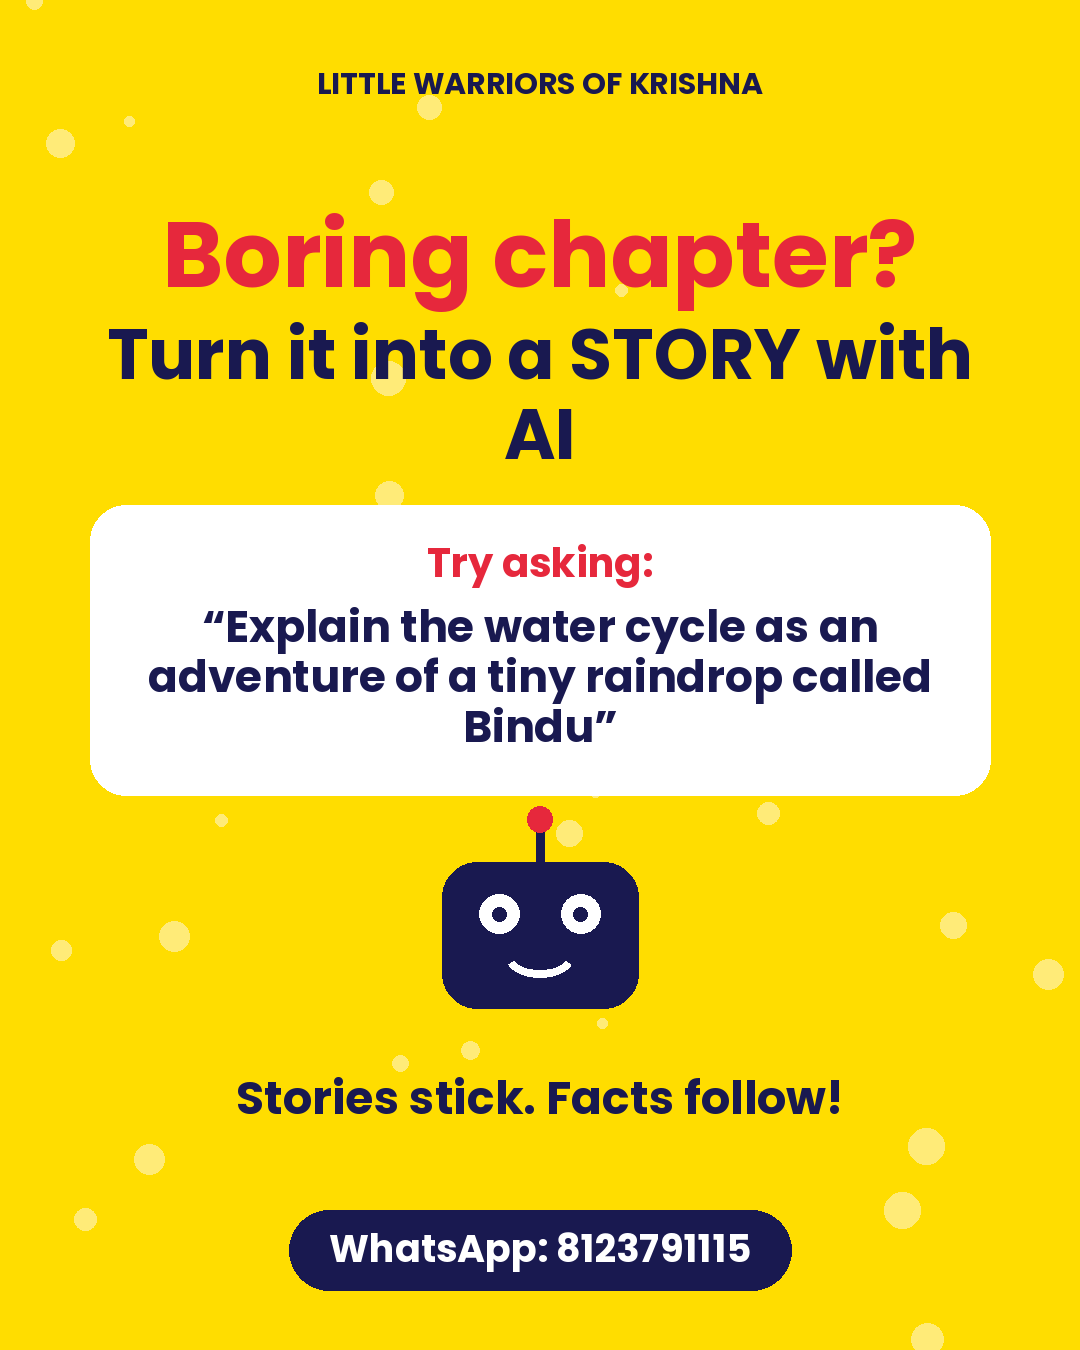 LITTLE WARRIORS OF KRISHNA
Boring chapter?
Turn it into a STORY with
AI
Try asking:
“Explain the water cycle as an
adventure of a tiny raindrop called
Bindu”
Stories stick. Facts follow!
WhatsApp: 8123791115